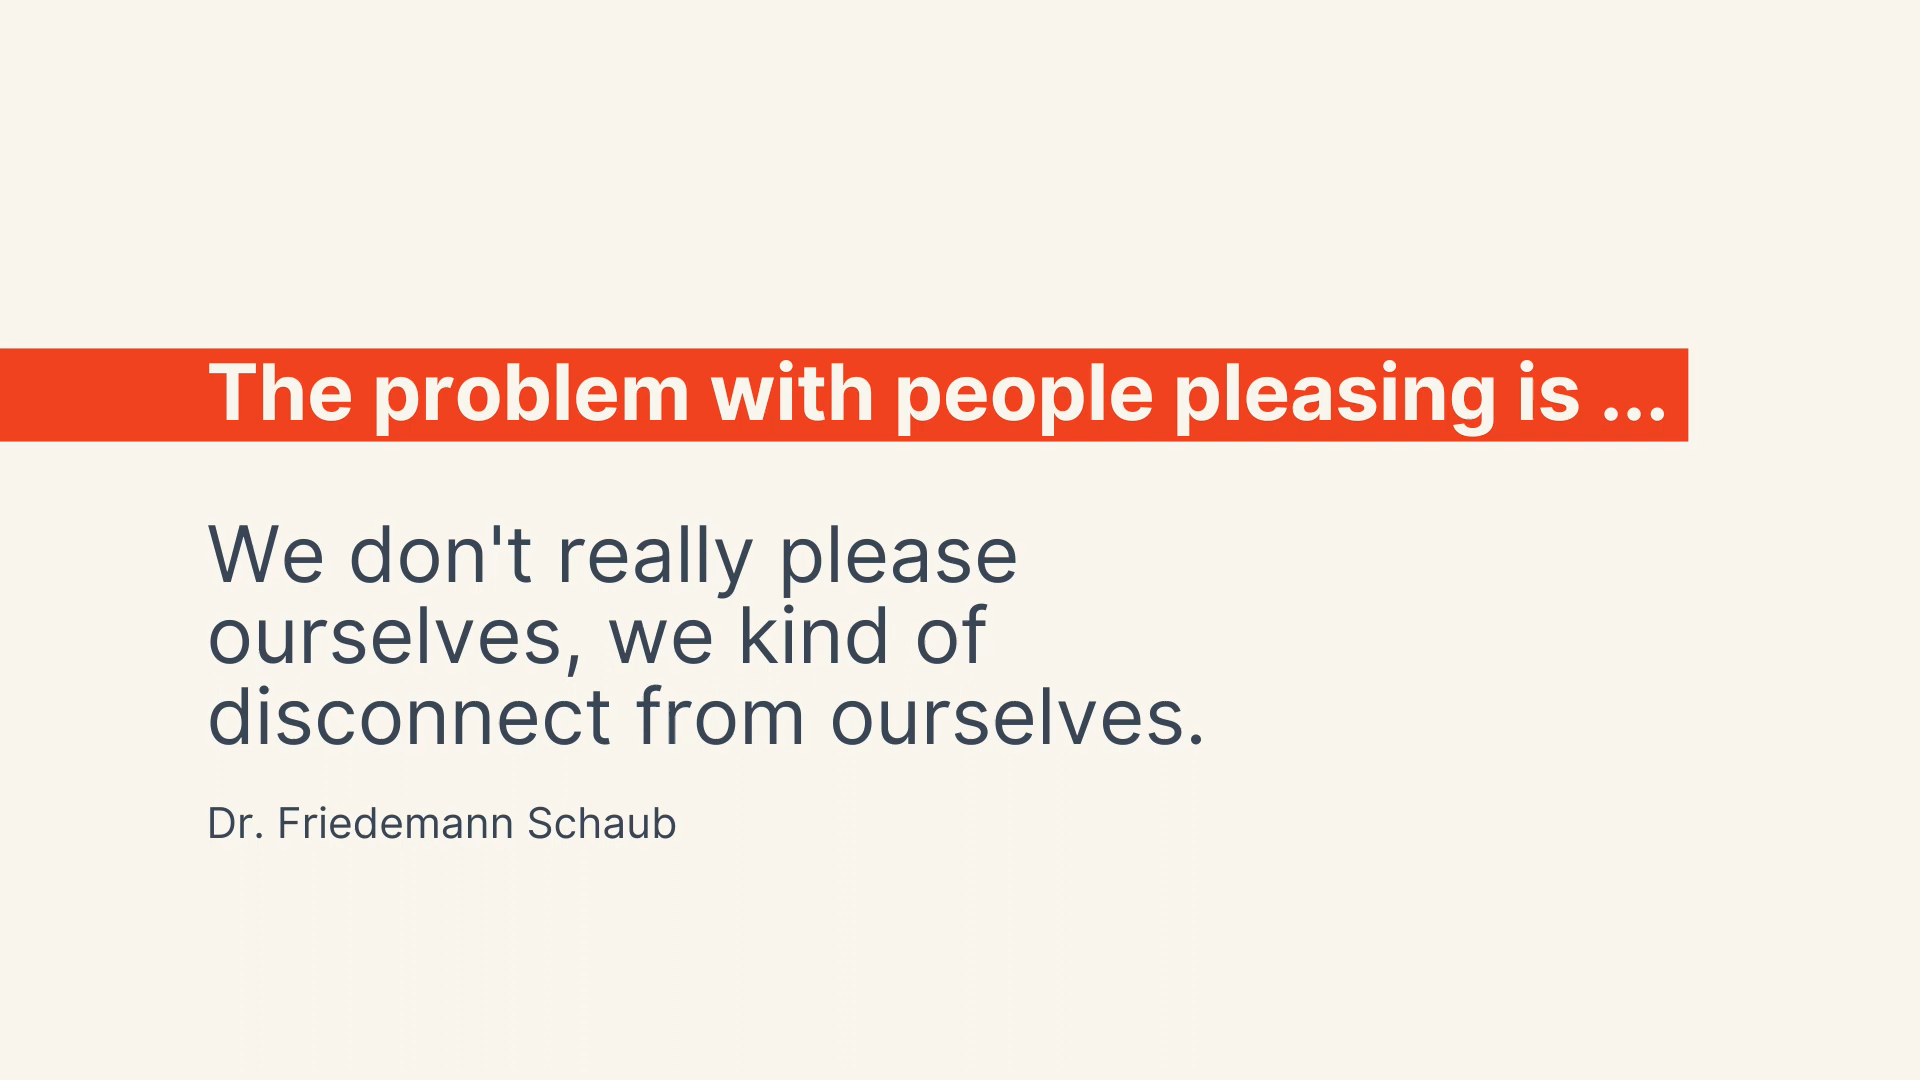 The problem with people pleasing is ...
We don't really please
ourselves, we kind of
disconnect from ourselves.
Dr. Friedemann Schaub